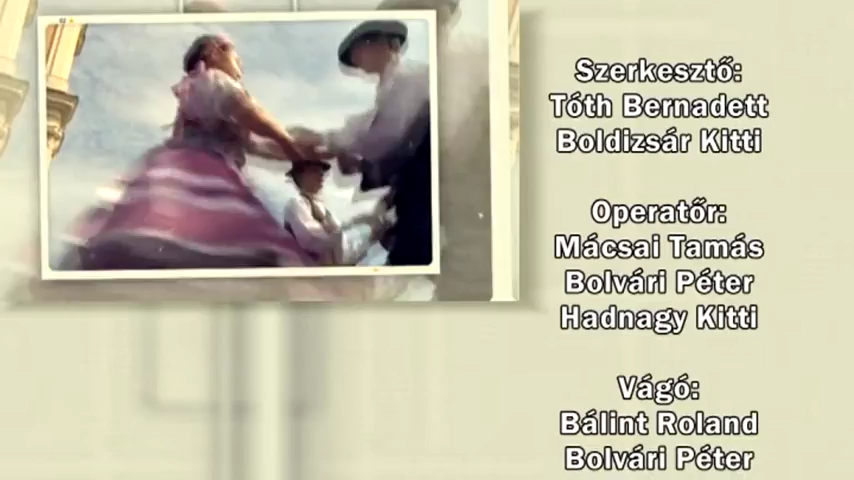 Szerkesztő:
Tóth Bernadett
Boldizsár Kitti
Operatőr:
Mácsai Tamás
Bolvári Péter
Hadnagy Kitti
Vágó:
Bálint Roland
Bolvári Péter